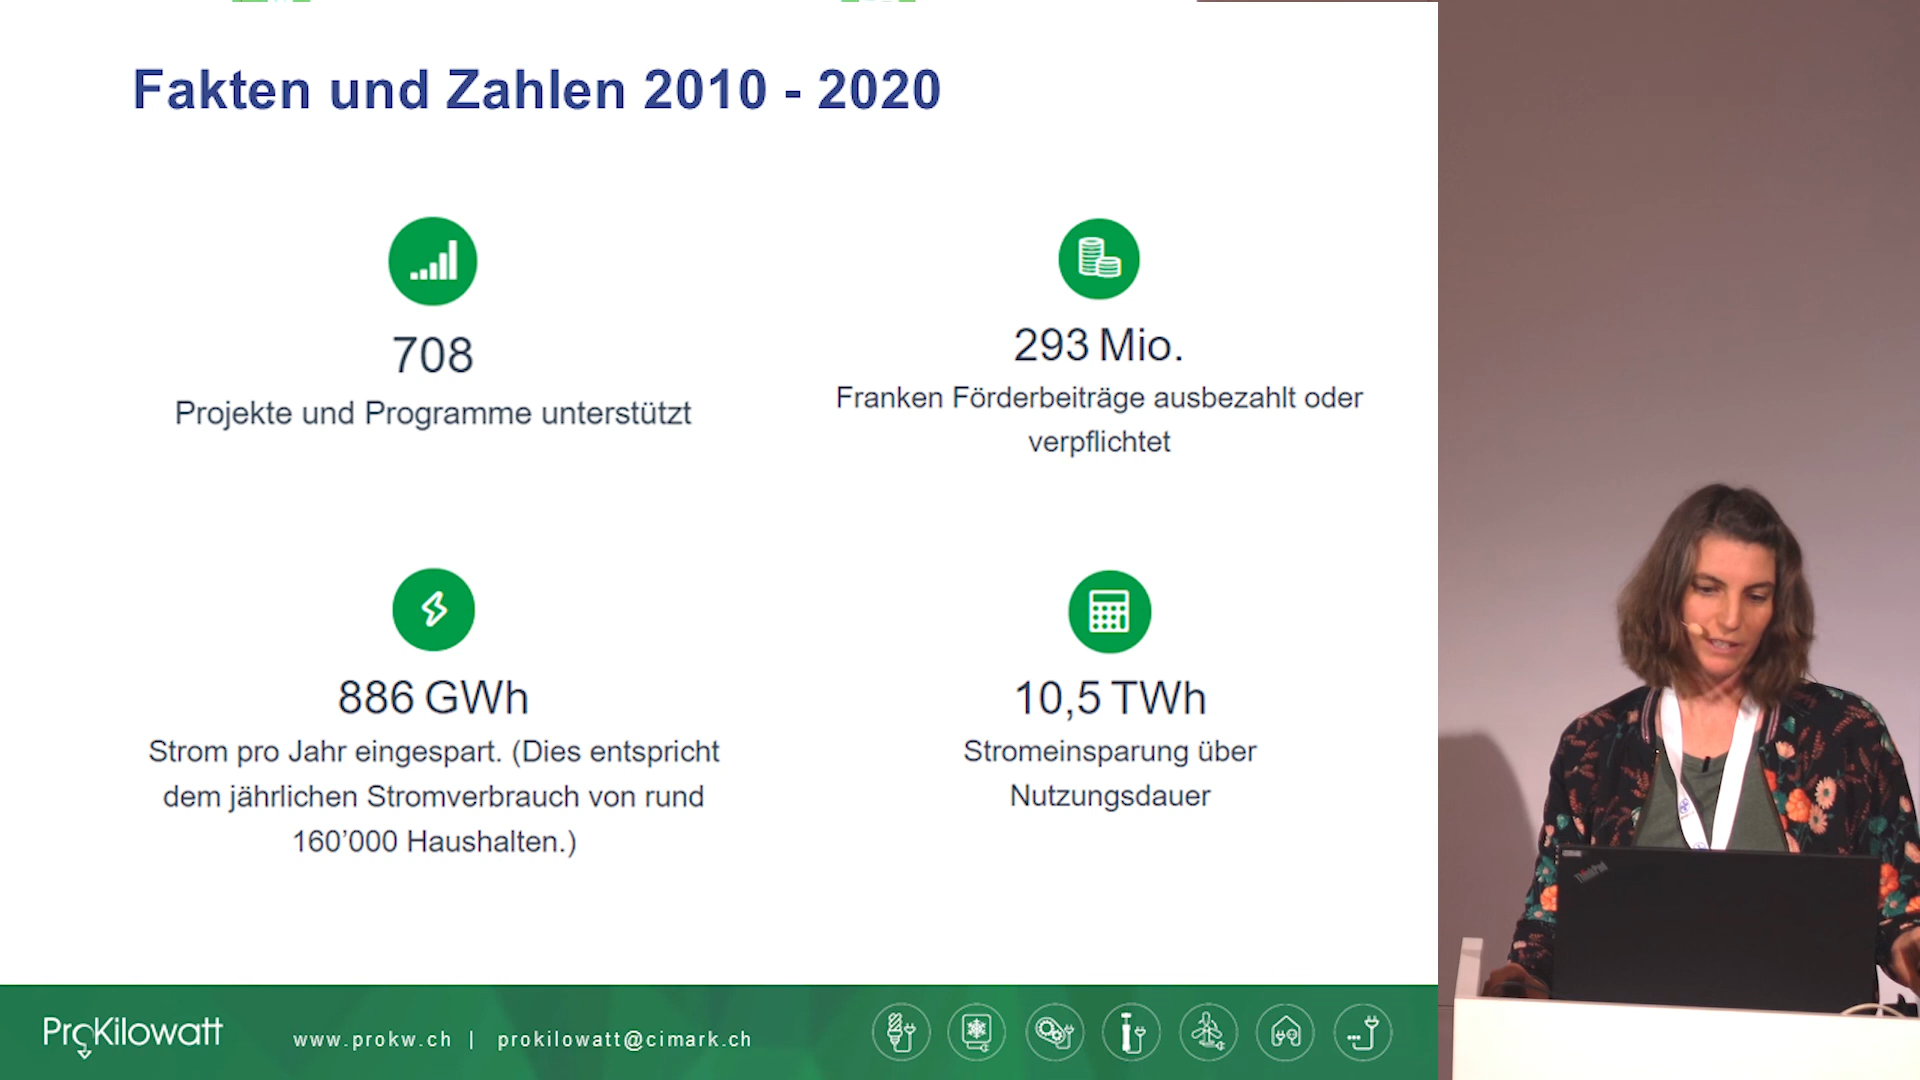 Fakten und Zahlen 2010 - 2020
708
Projekte und Programme unterstützt
293 Mio.
Franken Förderbeiträge ausbezahlt oder
verpflichtet
886 GWh
Strom pro Jahr eingespart. (Dies entspricht
dem jährlichen Stromverbrauch von rund
160’000 Haushalten.)
10,5 TWh
Stromeinsparung über
Nutzungsdauer
ProKilowatt
www.prokw.ch | prokilowatt@cimark.ch
ThinkPad